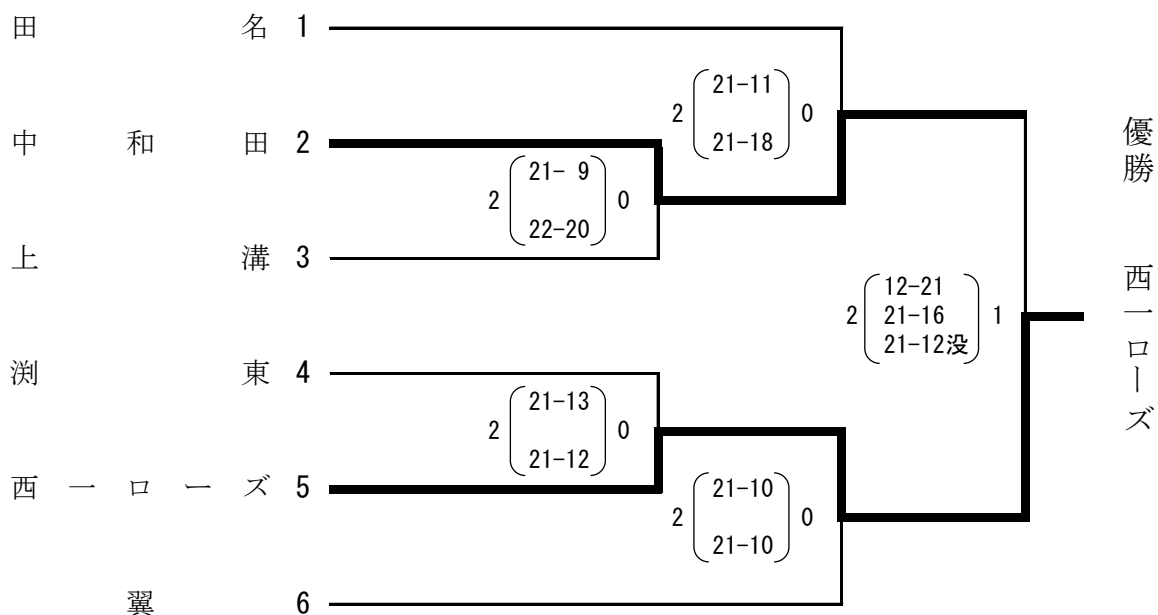 田名 1
2 21-11 0
21-18
中和田 2
2 21- 9 0
22-20
上溝 3
12-21
2 21-16 1
21-12没
渕東 4
2 21-13 0
21-12
西一ローズ 5
2 21-10 0
21-10
翼 6
優勝 西一ローズ